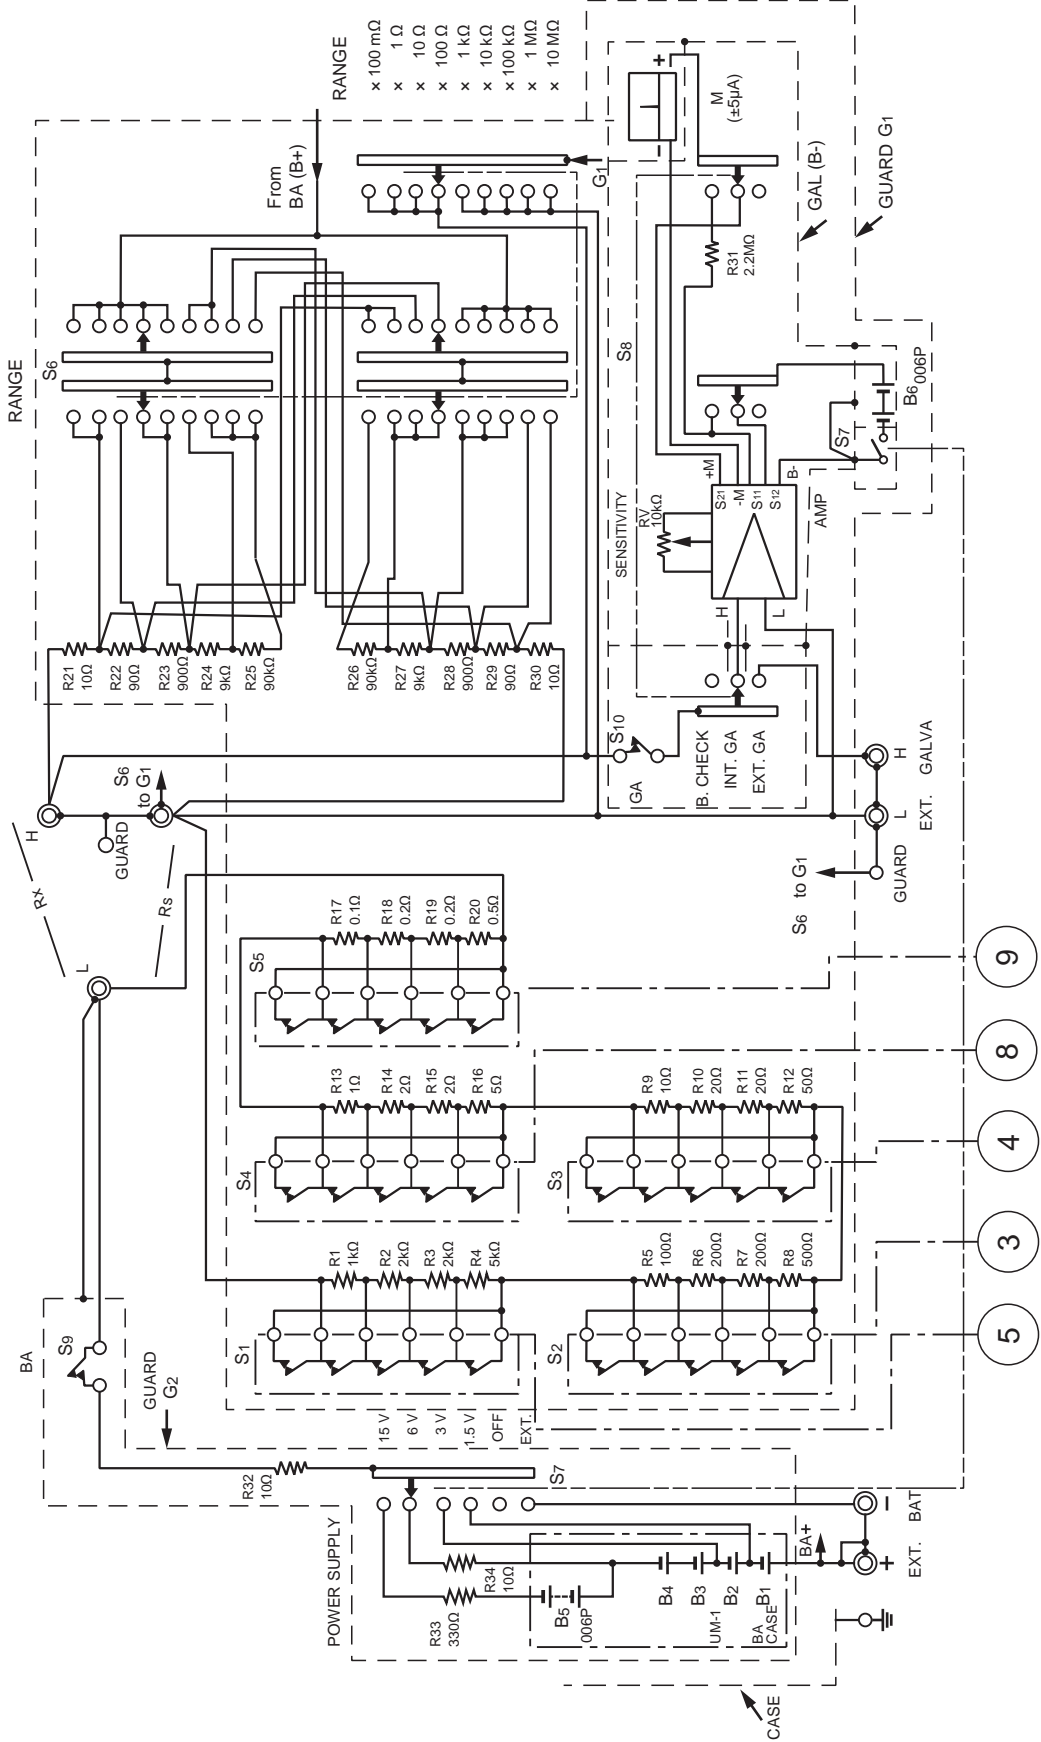 RANGE
× 100 mΩ
× 1 Ω
× 10 Ω
× 100 Ω
× 1 kΩ
× 10 kΩ
× 100 kΩ
× 1 MΩ
× 10 MΩ
From
BA (B+)
G1
M
(±5μA)
+
−
R31
2.2MΩ
GAL (B-)
GUARD G1
RANGE
S6
S8
S7
B6 006P
SENSITIVITY
RV
10kΩ
+M
S21
-M
S11
S12
B-
AMP
H
L
R21
10Ω
R22
90Ω
R23
900Ω
R24
9kΩ
R25
90kΩ
R26
90kΩ
R27
9kΩ
R28
900Ω
R29
90Ω
R30
10Ω
S10
GA
B. CHECK
INT. GA
EXT. GA
H
S6
to G1
GUARD
Rx
Rs
L
H
L
EXT. GALVA
GUARD
S6 to G1
S5
R17
0.1Ω
R18
0.2Ω
R19
0.2Ω
R20
0.5Ω
S4
R13
1Ω
R14
2Ω
R15
2Ω
R16
5Ω
S3
R9
10Ω
R10
20Ω
R11
20Ω
R12
50Ω
S1
R1
1kΩ
R2
2kΩ
R3
2kΩ
R4
5kΩ
S2
R5
100Ω
R6
200Ω
R7
200Ω
R8
500Ω
9
8
4
3
5
BA
S9
GUARD
G2
15 V
6 V
3 V
1.5 V
OFF
EXT.
R32
10Ω
S7
POWER SUPPLY
R33
330Ω
R34
10Ω
B5
006P
B4
B3
B2
B1
UM-1
BA
CASE
BA+
+
−
EXT. BAT
CASE